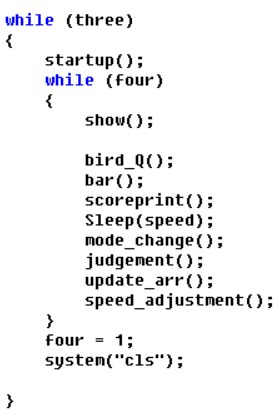 while (three)
{
    startup();
    while (four)
    {
        show();

        bird_Q();
        bar();
        scoreprint();
        Sleep(speed);
        mode_change();
        judgement();
        update_arr();
        speed_adjustment();
    }
    four = 1;
    system("cls");

}